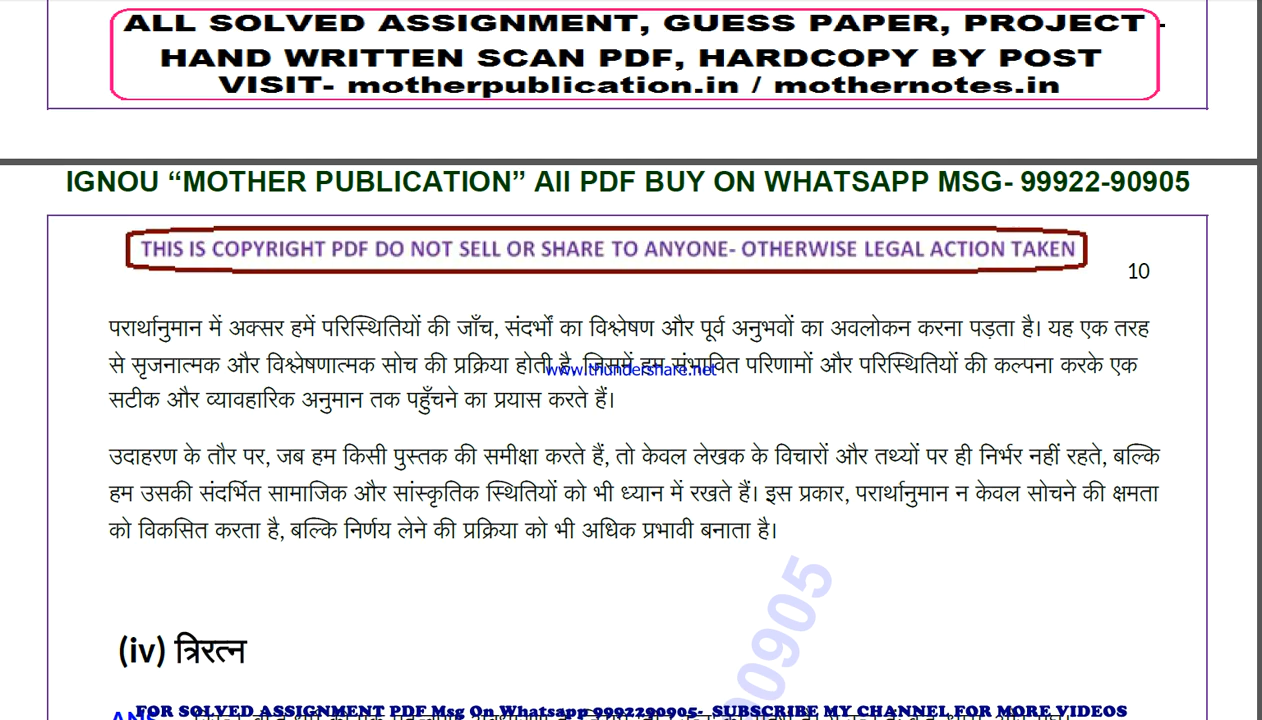 ALL SOLVED ASSIGNMENT, GUESS PAPER, PROJECT -
HAND WRITTEN SCAN PDF, HARDCOPY BY POST
VISIT- motherpublication.in / mothernotes.in
IGNOU “MOTHER PUBLICATION” All PDF BUY ON WHATSAPP MSG- 99922-90905
THIS IS COPYRIGHT PDF DO NOT SELL OR SHARE TO ANYONE- OTHERWISE LEGAL ACTION TAKEN
10
परार्थानुमान में अक्सर हमें परिस्थितियों की जाँच, संदर्भों का विश्लेषण और पूर्व अनुभवों का अवलोकन करना पड़ता है। यह एक तरह
से सृजनात्मक और विश्लेषणात्मक सोच की प्रक्रिया होती है, जिसमें हम संभावित परिणामों और परिस्थितियों की कल्पना करके एक
www.thundershare.net
सटीक और व्यावहारिक अनुमान तक पहुँचने का प्रयास करते हैं।
उदाहरण के तौर पर, जब हम किसी पुस्तक की समीक्षा करते हैं, तो केवल लेखक के विचारों और तथ्यों पर ही निर्भर नहीं रहते, बल्कि
हम उसकी संदर्भित सामाजिक और सांस्कृतिक स्थितियों को भी ध्यान में रखते हैं। इस प्रकार, परार्थानुमान न केवल सोचने की क्षमता
को विकसित करता है, बल्कि निर्णय लेने की प्रक्रिया को भी अधिक प्रभावी बनाता है।
90905
(iv) त्रिरत्न
FOR SOLVED ASSIGNMENT PDF Msg On Whatsapp 9992290905- SUBSCRIBE MY CHANNEL FOR MORE VIDEOS